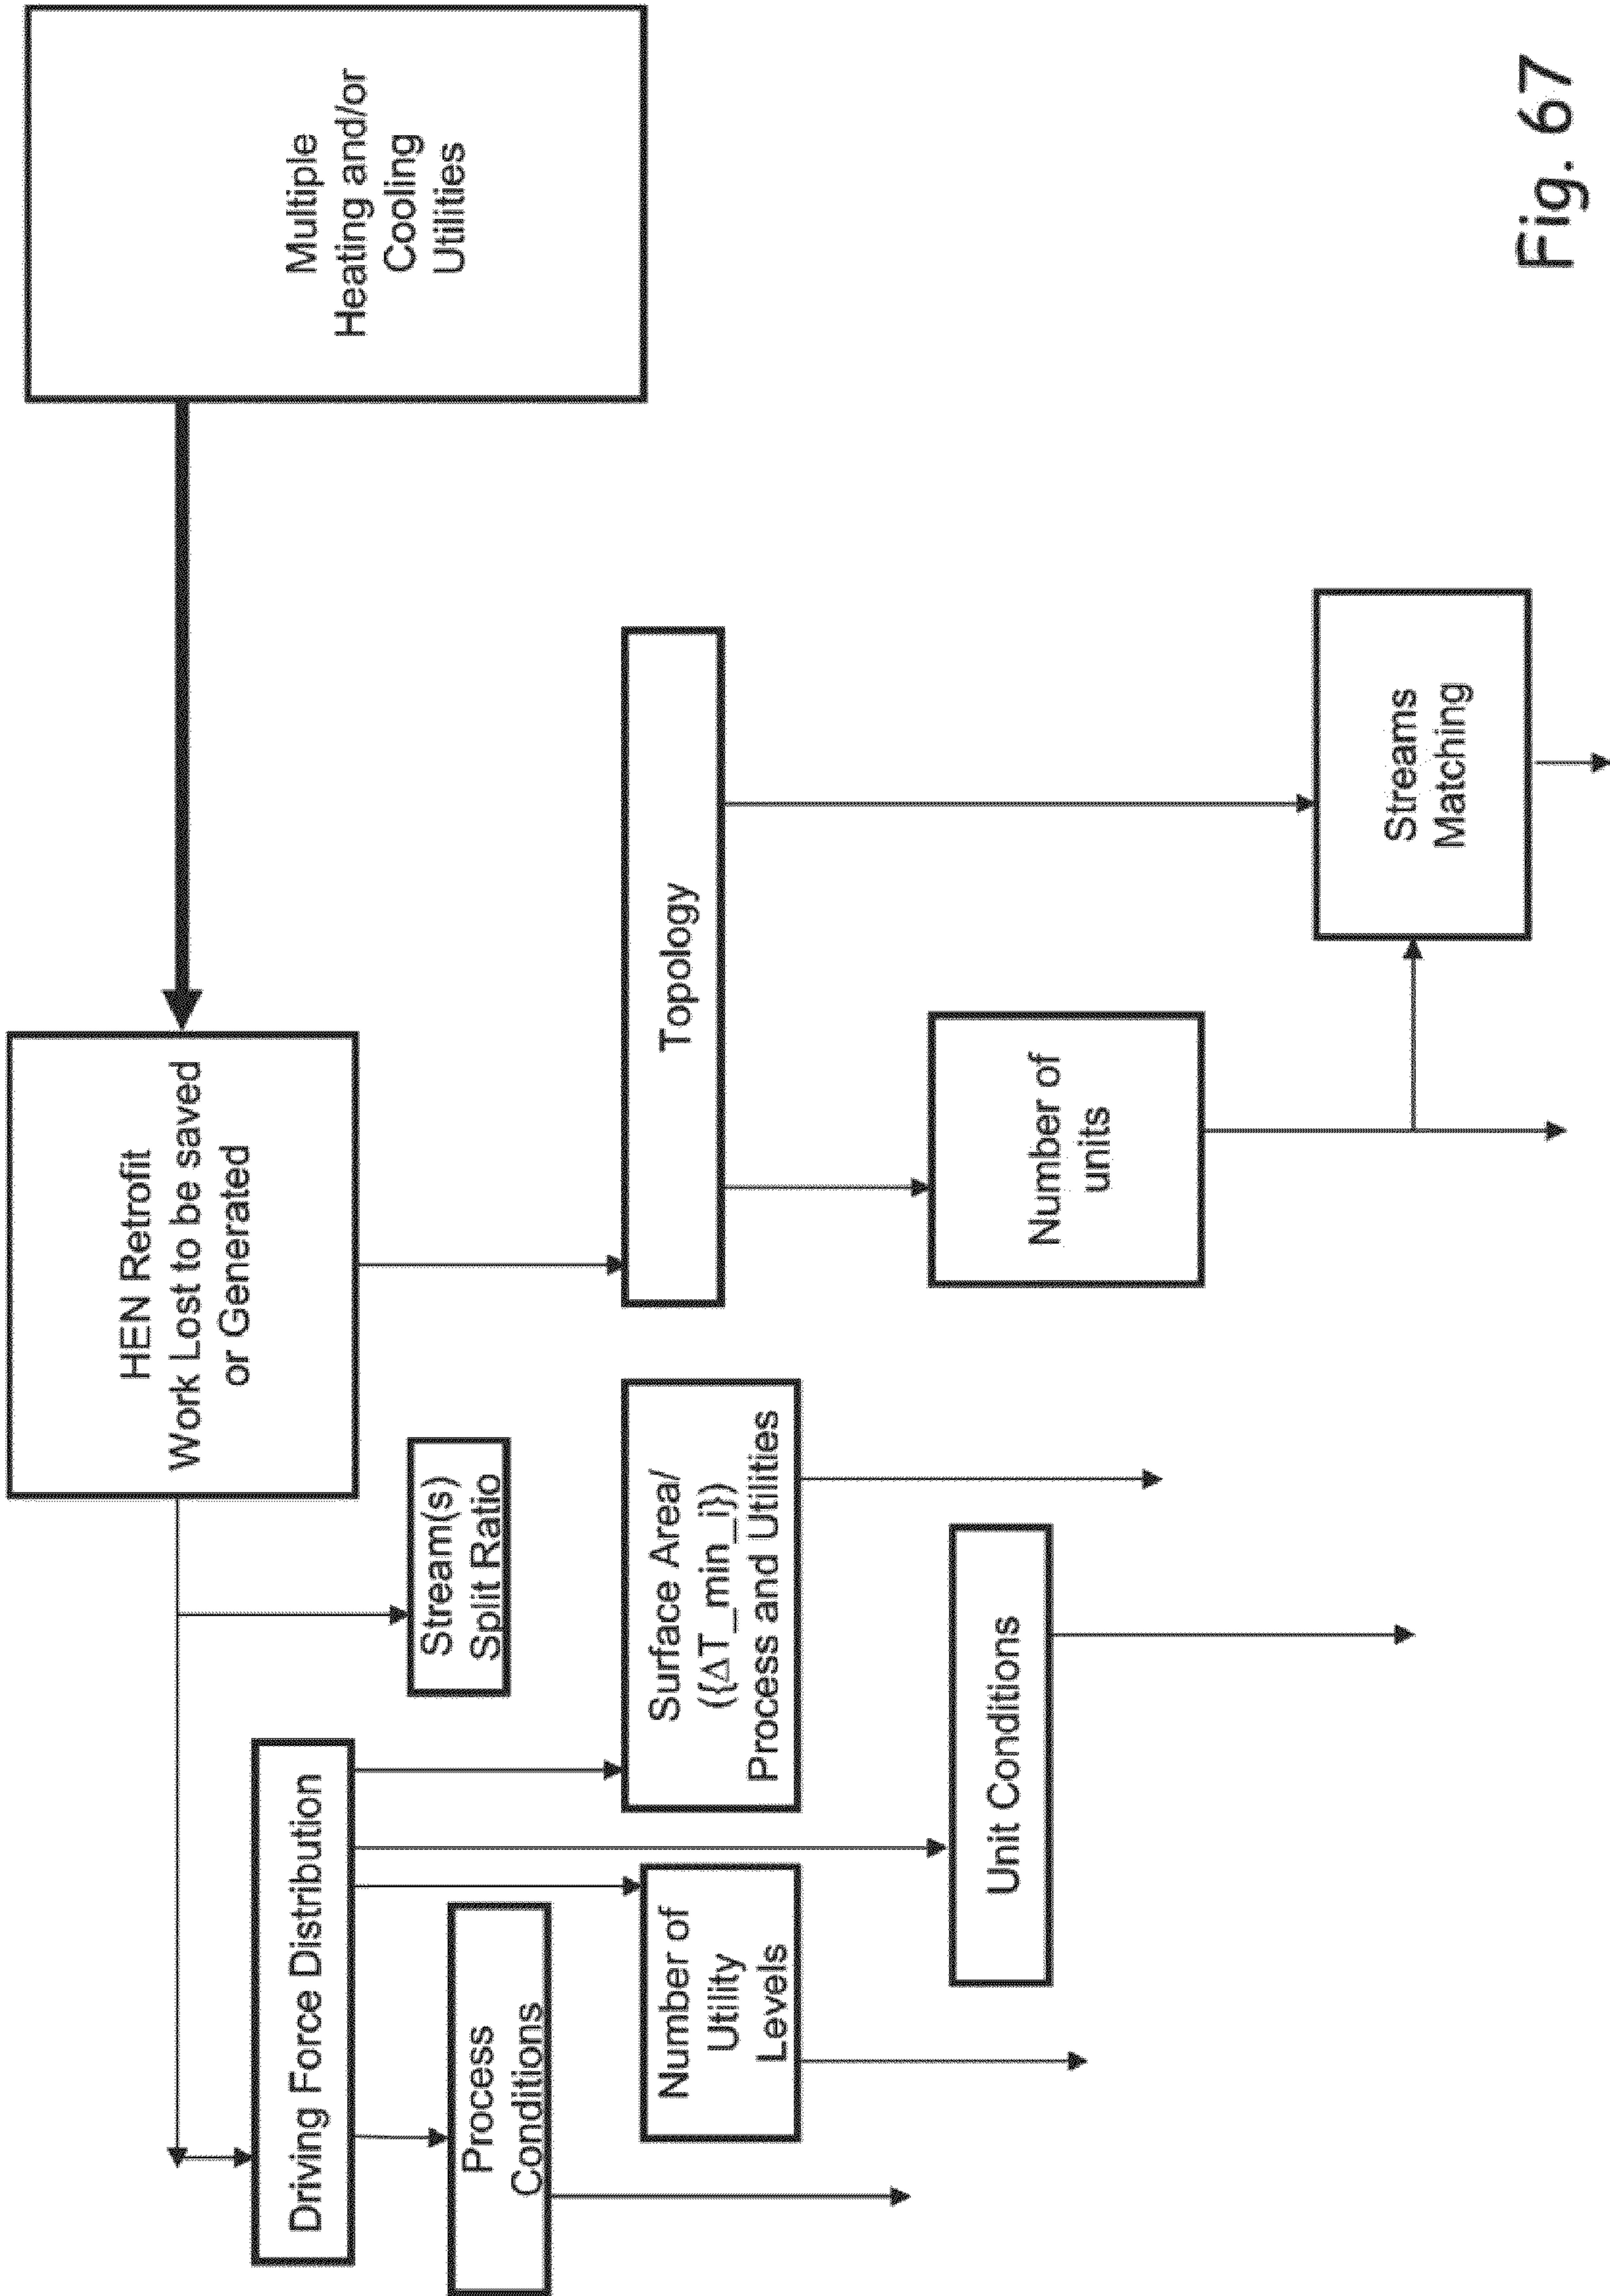 HEN Retrofit
Work Lost to be saved
or Generated
Multiple
Heating and/or
Cooling
Utilities
Driving Force Distribution
Stream(s)
Split Ratio
Process
Conditions
Number of
Utility
Levels
Surface Area/
({ΔT_min_i})
Process and Utilities
Topology
Unit Conditions
Number of
units
Streams
Matching
Fig. 67